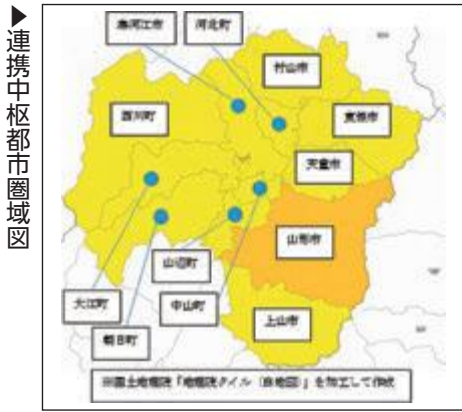 ▶連携中枢都市圏域図
寒河江市
河北町
村山市
西川町
東根市
天童市
山形市
山辺町
大江町
中山町
朝日町
上山市
※国土地理院「地理院タイル（白地図）」を加工して作成